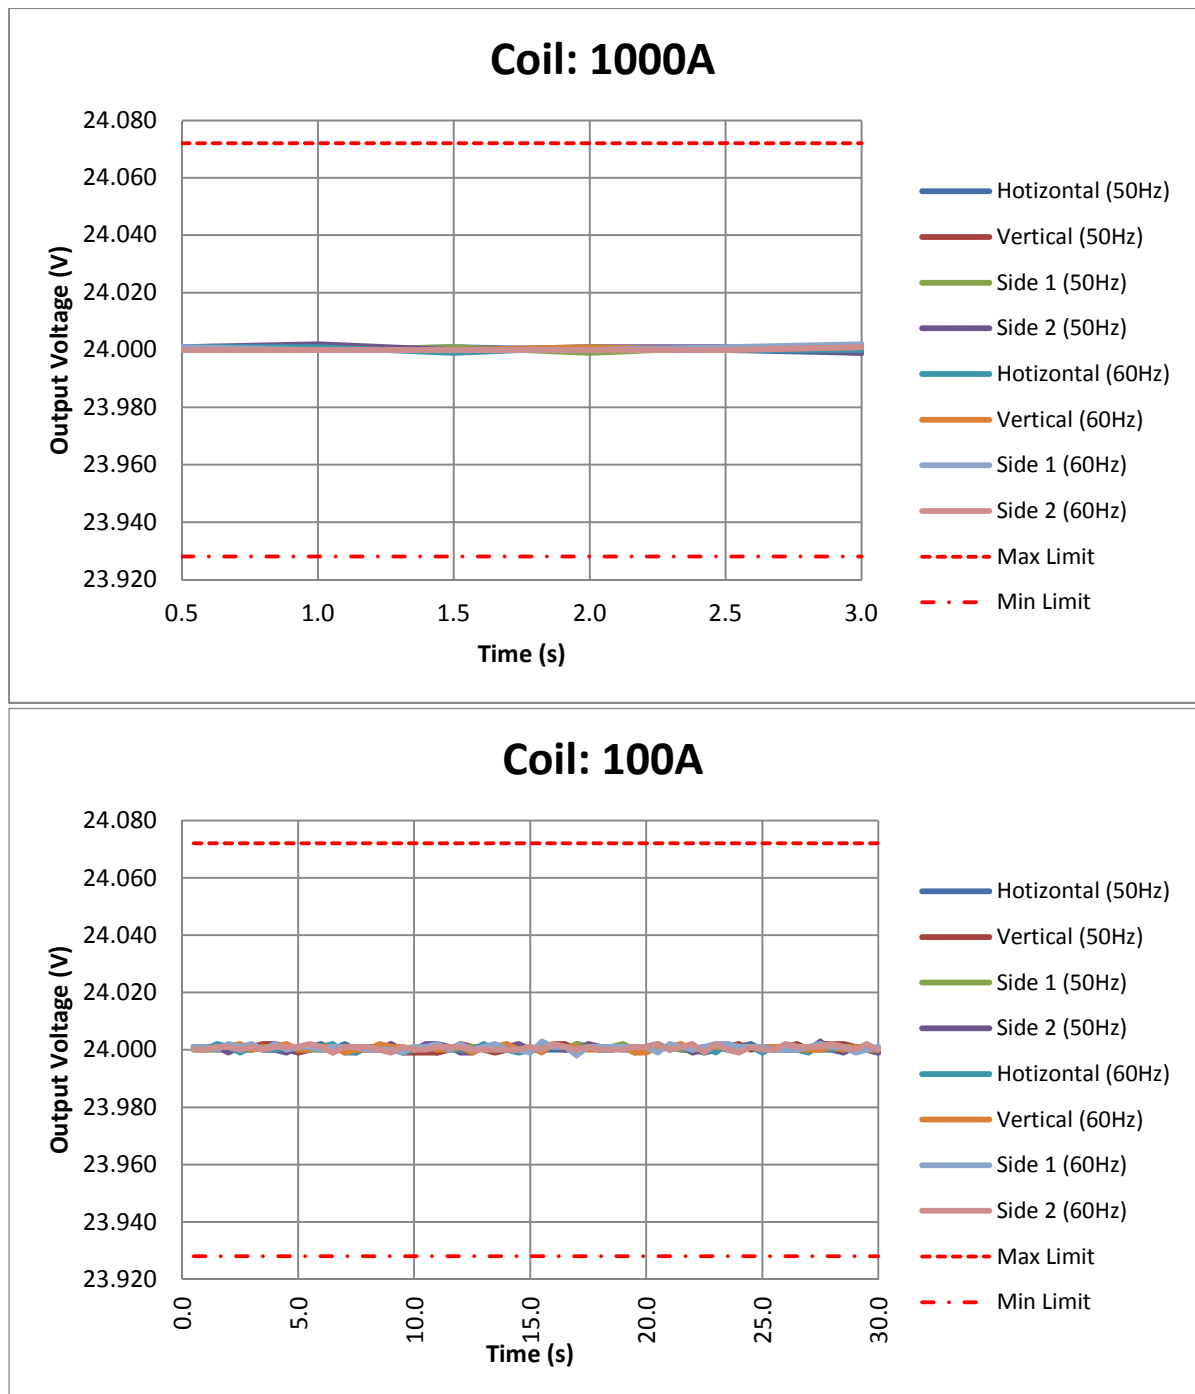 Coil: 1000A
24.080
24.060
24.040
24.020
24.000
23.980
23.960
23.940
23.920
Output Voltage (V)
0.5 1.0 1.5 2.0 2.5 3.0
Time (s)
Hotizontal (50Hz)
Vertical (50Hz)
Side 1 (50Hz)
Side 2 (50Hz)
Hotizontal (60Hz)
Vertical (60Hz)
Side 1 (60Hz)
Side 2 (60Hz)
Max Limit
Min Limit
Coil: 100A
24.080
24.060
24.040
24.020
24.000
23.980
23.960
23.940
23.920
Output Voltage (V)
0.0 5.0 10.0 15.0 20.0 25.0 30.0
Time (s)
Hotizontal (50Hz)
Vertical (50Hz)
Side 1 (50Hz)
Side 2 (50Hz)
Hotizontal (60Hz)
Vertical (60Hz)
Side 1 (60Hz)
Side 2 (60Hz)
Max Limit
Min Limit